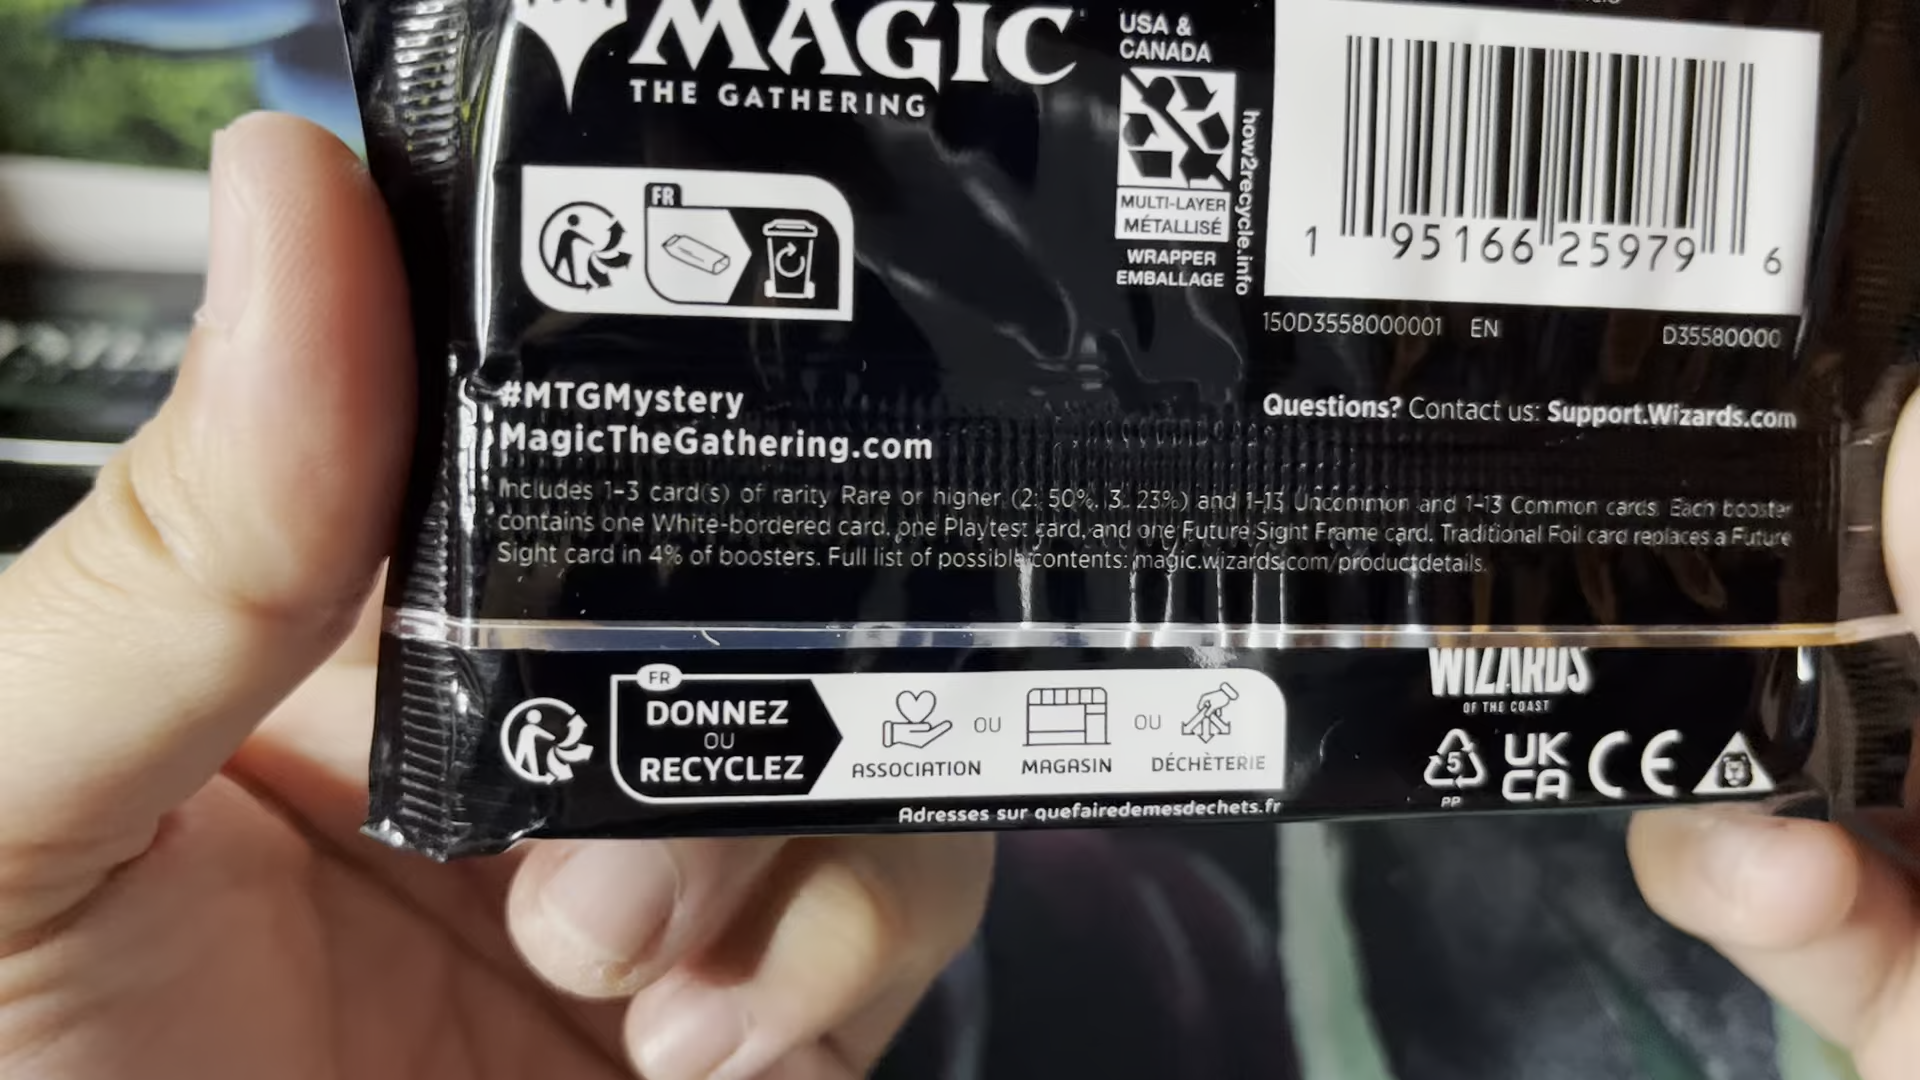 MAGIC
THE GATHERING
USA &
CANADA
MULTI-LAYER
MÉTALLISÉ
WRAPPER
EMBALLAGE
how2recycle.info
1 95166 25979 6
150D3558000001 EN D35580000
FR
#MTGMystery
MagicTheGathering.com
Questions? Contact us: Support.Wizards.com
Includes 1-3 card(s) of rarity Rare or higher (2: 50%, 3: 23%) and 1-13 Uncommon and 1-13 Common cards. Each booster
contains one White-bordered card, one Playtest card, and one Future Sight Frame card. Traditional Foil card replaces a Future
Sight card in 4% of boosters. Full list of possible contents: magic.wizards.com/productdetails.
FR
DONNEZ
OU
RECYCLEZ
ASSOCIATION
OU
MAGASIN
OU
DÉCHÈTERIE
Adresses sur quefairedemesdechets.fr
WIZARDS
OF THE COAST
5
PP
UK
CA
CE